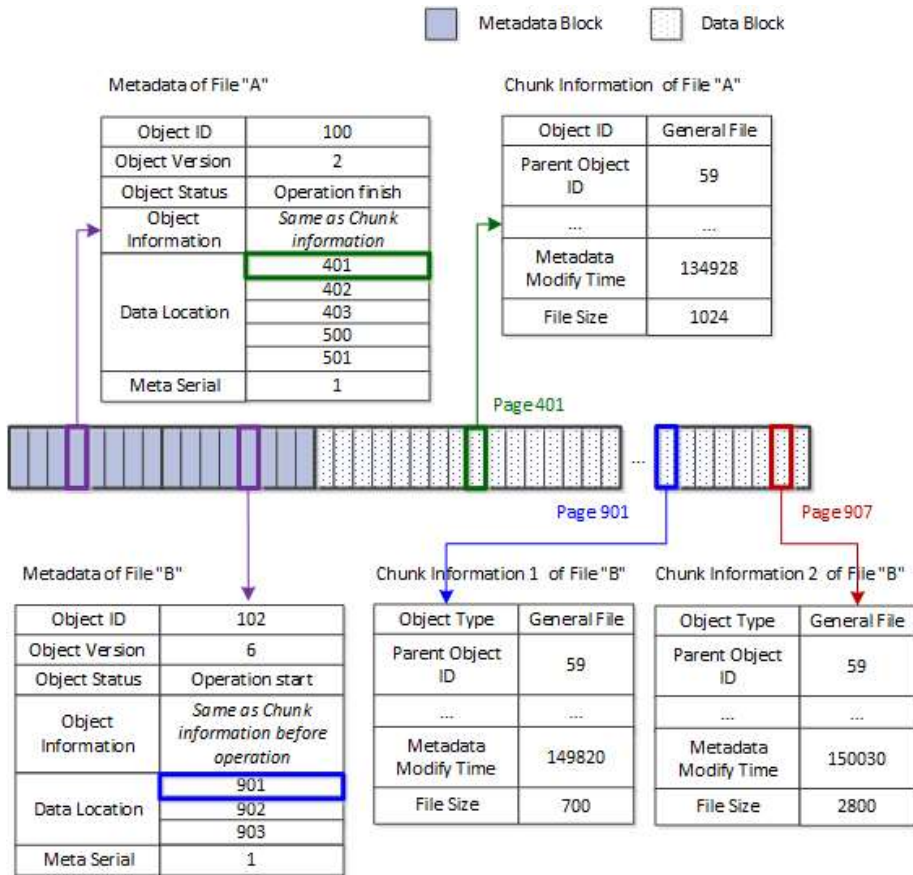 Metadata Block
Data Block
Metadada of File "A"
Object ID 100
Object Version 2
Object Status Operation finish
Object Information Same as Chunk information
Data Location 401
402
403
500
501
Meta Serial 1
Chunk Information of File "A"
Object ID General File
Parent Object ID 59
... ...
Metadata Modify Time 134928
File Size 1024
Page 401
...
Page 901
Page 907
Metadada of File "B"
Object ID 102
Object Version 6
Object Status Operation start
Object Information Same as Chunk information before operation
Data Location 901
902
903
Meta Serial 1
Chunk Information 1 of File "B"
Object Type General File
Parent Object ID 59
... ...
Metadata Modify Time 149820
File Size 700
Chunk Information 2 of File "B"
Object Type General File
Parent Object ID 59
... ...
Metadata Modify Time 150030
File Size 2800